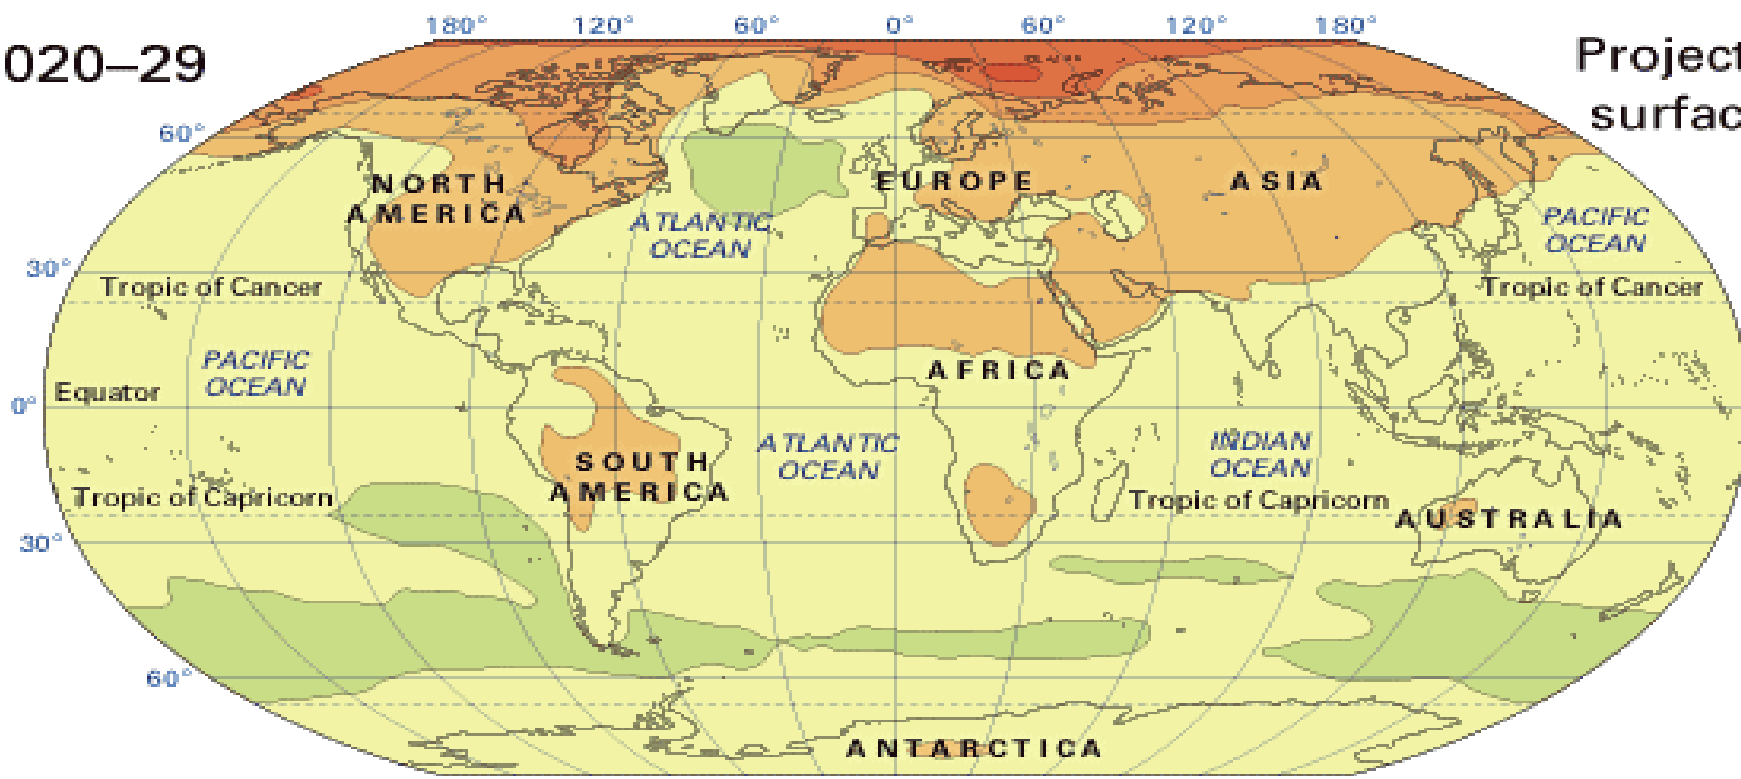 180° 120° 60° 0° 60° 120° 180°
020–29
Project
surfac
60°
NORTH
AMERICA
EUROPE
ASIA
ATLANTIC
OCEAN
PACIFIC
OCEAN
30°
Tropic of Cancer
Tropic of Cancer
PACIFIC
OCEAN
AFRICA
Equator
0°
ATLANTIC
OCEAN
INDIAN
OCEAN
SOUTH
AMERICA
Tropic of Capricorn
Tropic of Capricorn
AUSTRALIA
30°
60°
ANTARCTICA